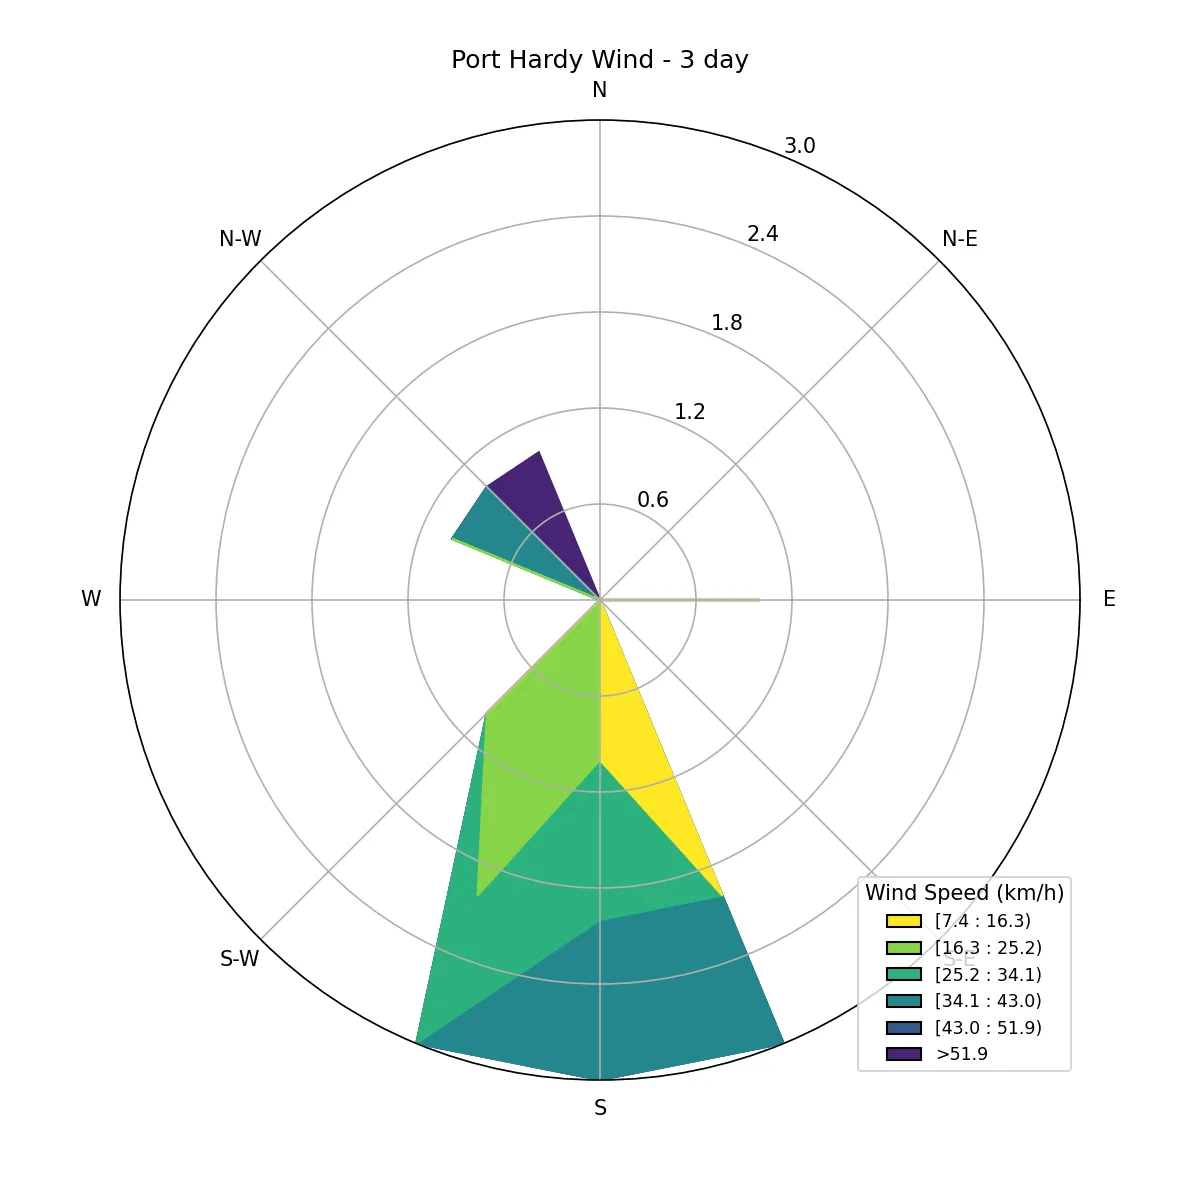 Port Hardy Wind - 3 day
N
3.0
2.4
N-W
N-E
1.8
1.2
0.6
W
E
Wind Speed (km/h)
[7.4 : 16.3)
[16.3 : 25.2)
S-W
S-E
[25.2 : 34.1)
[34.1 : 43.0)
[43.0 : 51.9)
>51.9
S